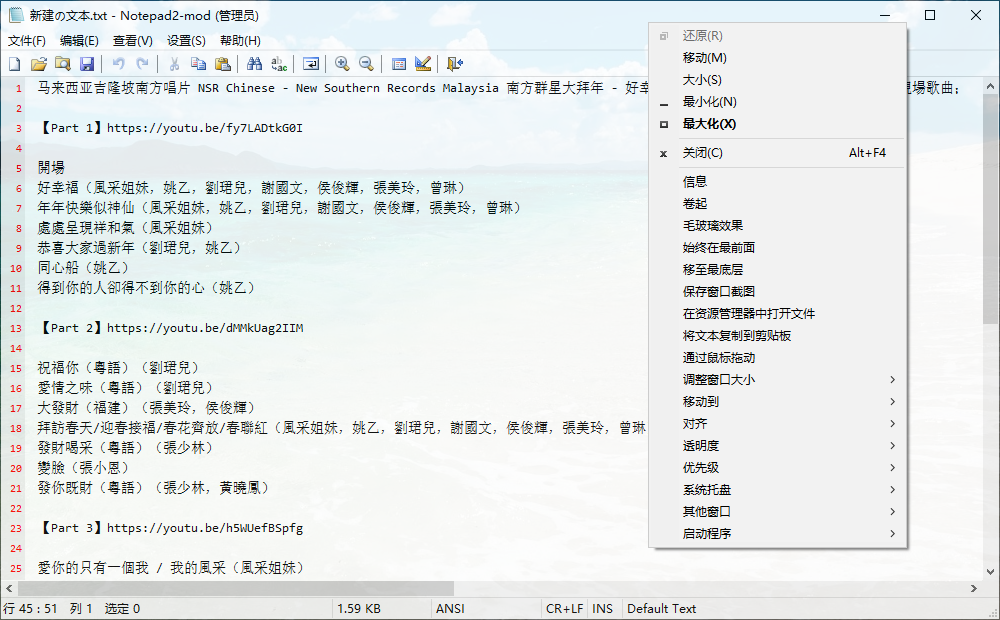 新建の文本.txt - Notepad2-mod (管理员)
文件(F) 编辑(E) 查看(V) 设置(S) 帮助(H)
1 马来西亚吉隆坡南方唱片 NSR Chinese - New Southern Records Malaysia 南方群星大拜年 - 好幸
現場歌曲;
2
3 【Part 1】https://youtu.be/fy7LADtkG0I
4
5 開場
6 好幸福（風采姐妹, 姚乙, 劉珺兒, 謝國文, 侯俊輝, 張美玲, 曾琳）
7 年年快樂似神仙（風采姐妹, 姚乙, 劉珺兒, 謝國文, 侯俊輝, 張美玲, 曾琳）
8 處處呈現祥和氣（風采姐妹）
9 恭喜大家過新年（劉珺兒, 姚乙）
10 同心船（姚乙）
11 得到你的人卻得不到你的心（姚乙）
12
13 【Part 2】https://youtu.be/dMMkUag2IIM
14
15 祝福你（粵語）（劉珺兒）
16 愛情之味（粵語）（劉珺兒）
17 大發財（福建）（張美玲, 侯俊輝）
18 拜訪春天/迎春接福/春花齊放/春聯紅（風采姐妹, 姚乙, 劉珺兒, 謝國文, 侯俊輝, 張美玲, 曾琳
19 發財喝采（粵語）（張少林）
20 變臉（張小恩）
21 發你既財（粵語）（張少林, 黃曉鳳）
22
23 【Part 3】https://youtu.be/h5WUefBSpfg
24
25 愛你的只有一個我 / 我的風采（風采姐妹）
还原(R)
移动(M)
大小(S)
最小化(N)
最大化(X)
关闭(C) Alt+F4
信息
卷起
毛玻璃效果
始终在最前面
移至最底层
保存窗口截图
在资源管理器中打开文件
将文本复制到剪贴板
通过鼠标拖动
调整窗口大小
移动到
对齐
透明度
优先级
系统托盘
其他窗口
启动程序
行 45 : 51 列 1 选定 0 1.59 KB ANSI CR+LF INS Default Text